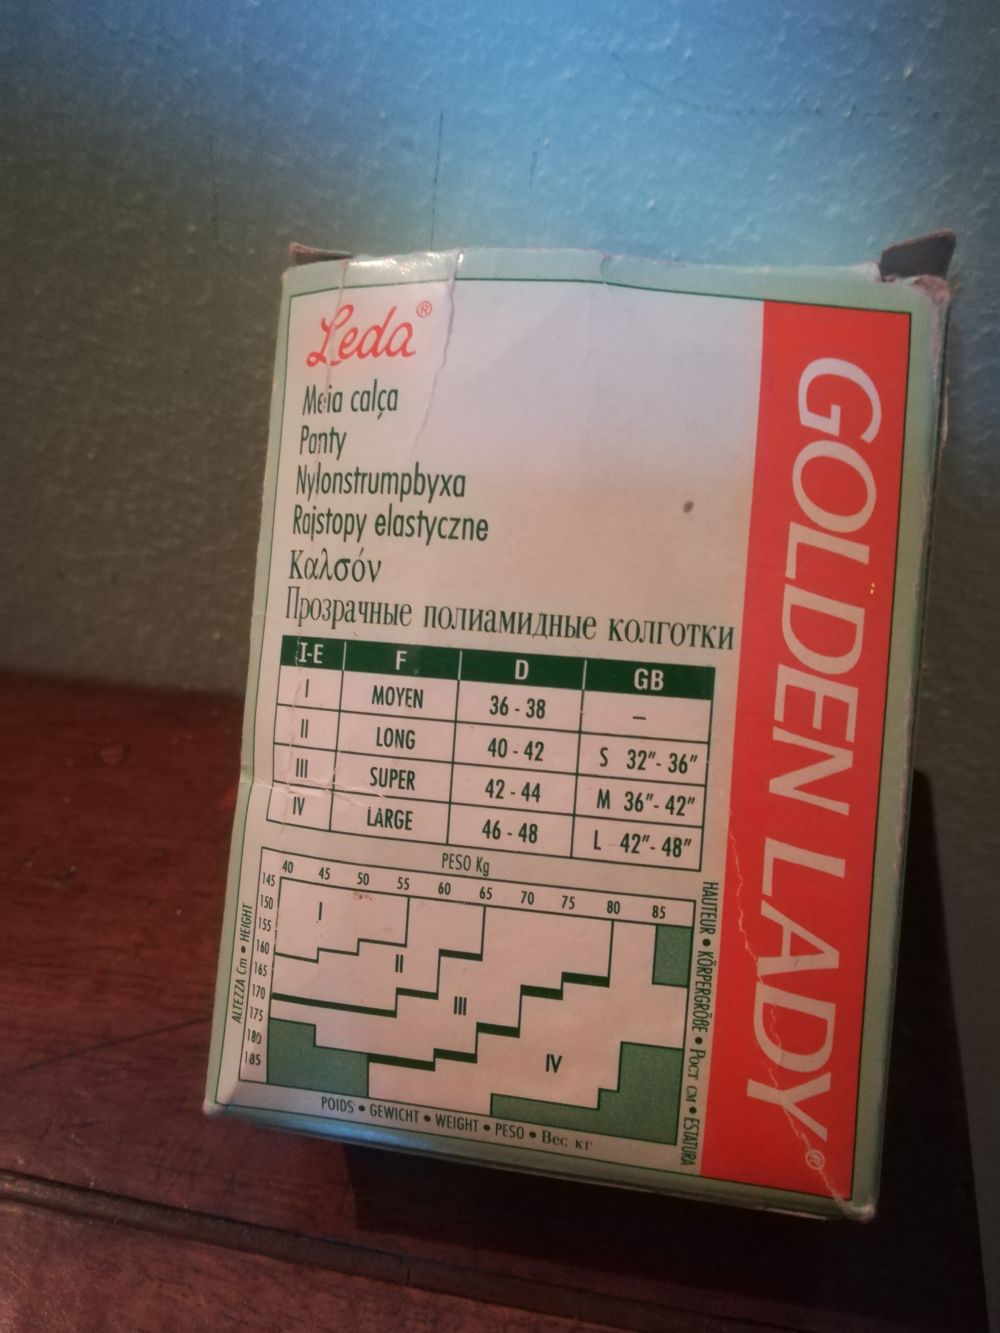 Leda®
Meia calça
Panty
Nylonstrumpbyxa
Rajstopy elastyczne
Καλσόν
Прозрачные полиамидные колготки
I-E F D GB
I MOYEN 36 - 38 –
II LONG 40 - 42 S 32" - 36"
III SUPER 42 - 44 M 36" - 42"
IV LARGE 46 - 48 L 42" - 48"
PESO Kg
40 45 50 55 60 65 70 75 80 85
145
150
155
160
165
170
175
180
185
I
II
III
IV
ALTEZZA Cm • HEIGHT
HAUTEUR • KÖRPERGRÖBE • Рост см • ESTATURA
POIDS • GEWICHT • WEIGHT • PESO • Вес кг
GOLDEN LADY®